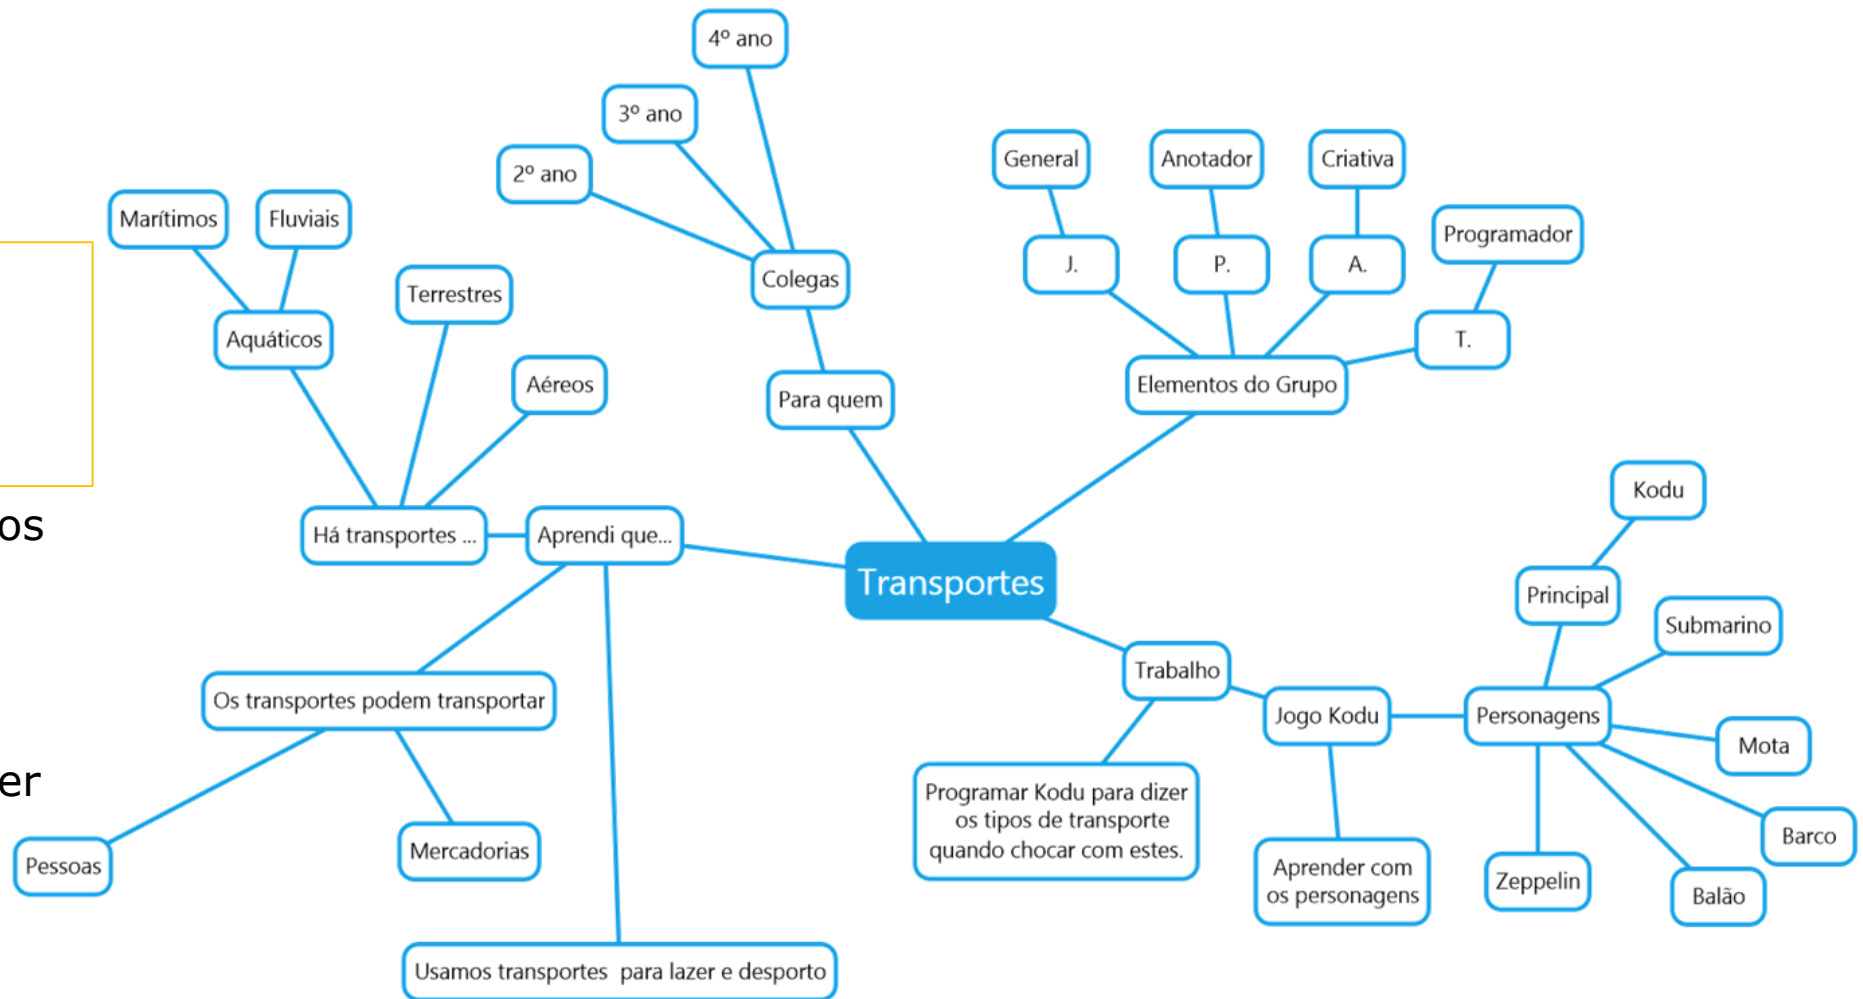 4º ano
3º ano
2º ano
General
Anotador
Criativa
Marítimos
Fluviais
Programador
J.
P.
A.
Colegas
Terrestres
Aquáticos
T.
Aéreos
Elementos do Grupo
Para quem
Kodu
os
Há transportes ...
Aprendi que...
Transportes
Principal
Submarino
Trabalho
Os transportes podem transportar
Jogo Kodu
Personagens
Mota
er
Programar Kodu para dizer
os tipos de transporte
quando chocar com estes.
Barco
Pessoas
Mercadorias
Aprender com
os personagens
Zeppelin
Balão
Usamos transportes para lazer e desporto